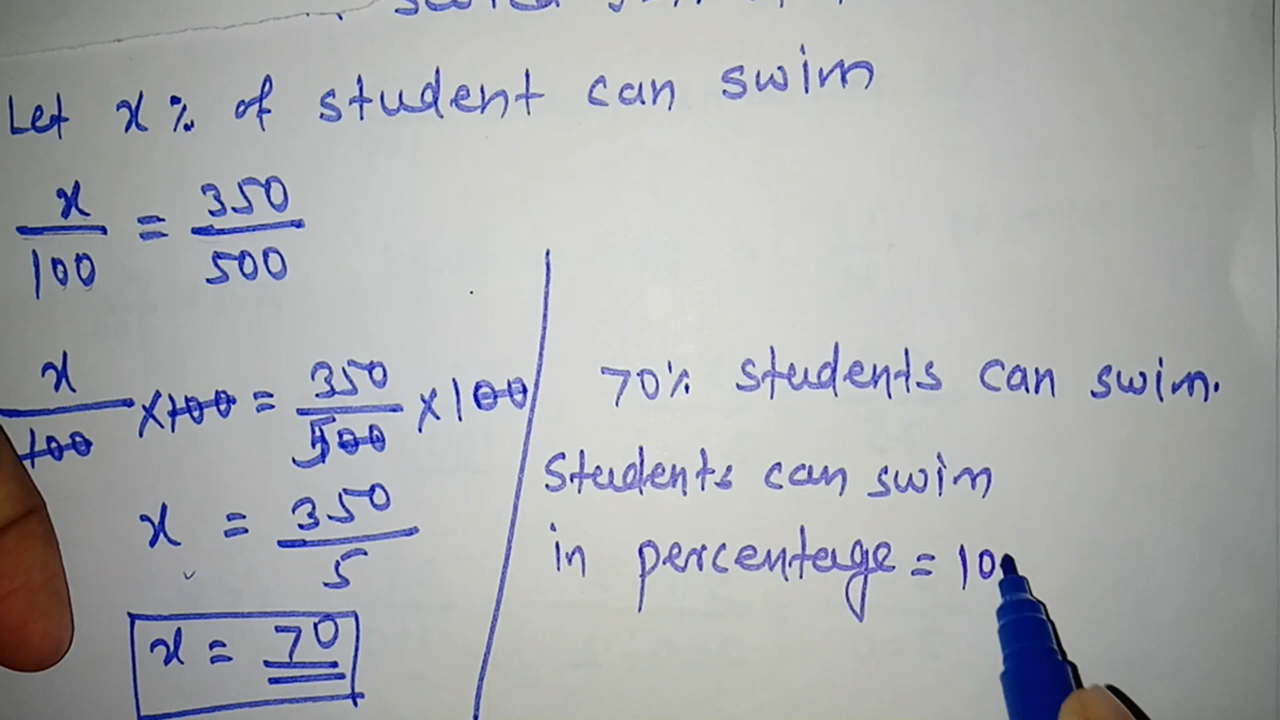 Let x% of student can swim
x/100 = 350/500
x/100 × 100 = 350/500 × 100
x = 350/5
x = 70
70% students can swim.
Students can swim
in percentage = 10